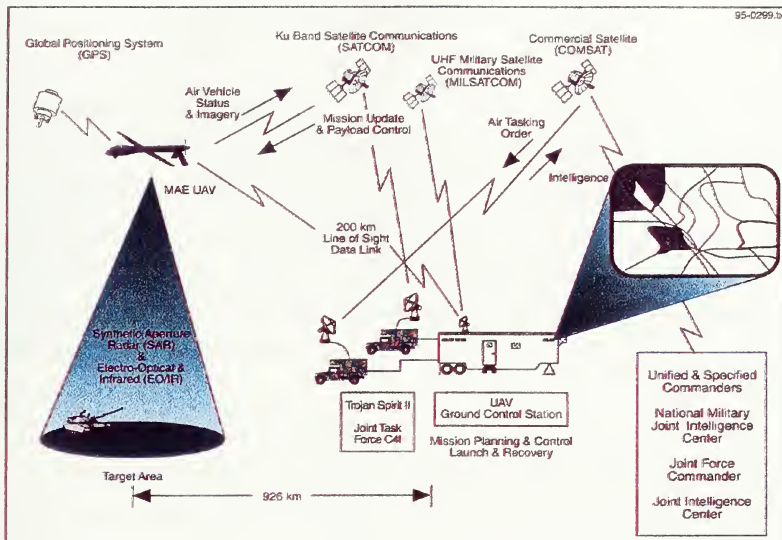 95-0299.b
Global Positioning System
(GPS)
Ku Band Satellite Communications
(SATCOM)
UHF Military Satellite
Communications
(MILSATCOM)
Commercial Satellite
(COMSAT)
Air Vehicle
Status
& Imagery
Mission Update
& Payload Control
Air Tasking
Order
Intelligence
MAE UAV
200 km
Line of Sight
Data Link
Synthetic Aperture
Radar (SAR)
&
Electro-Optical &
Infrared (EO/IR)
Trojan Spirit II
Joint Task
Force C4I
UAV
Ground Control Station
Mission Planning & Control
Launch & Recovery
Target Area
926 km
Unified & Specified
Commanders
National Military
Joint Intelligence
Center
Joint Force
Commander
Joint Intelligence
Center